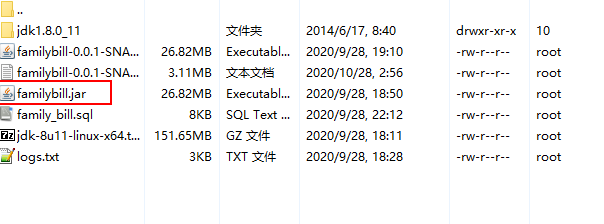 ..
jdk1.8.0_11 文件夹 2014/6/17, 8:40 drwxr-xr-x 10
familybill-0.0.1-SNA... 26.82MB Executabl... 2020/9/28, 19:10 -rw-r--r-- root
familybill-0.0.1-SNA... 3.11MB 文本文档 2020/10/28, 2:56 -rw-r--r-- root
familybill.jar 26.82MB Executabl... 2020/9/28, 18:50 -rw-r--r-- root
family_bill.sql 8KB SQL Text ... 2020/9/28, 22:12 -rw-r--r-- root
jdk-8u11-linux-x64.t... 151.65MB GZ 文件 2020/9/28, 18:11 -rw-r--r-- root
logs.txt 3KB TXT 文件 2020/9/28, 18:28 -rw-r--r-- root